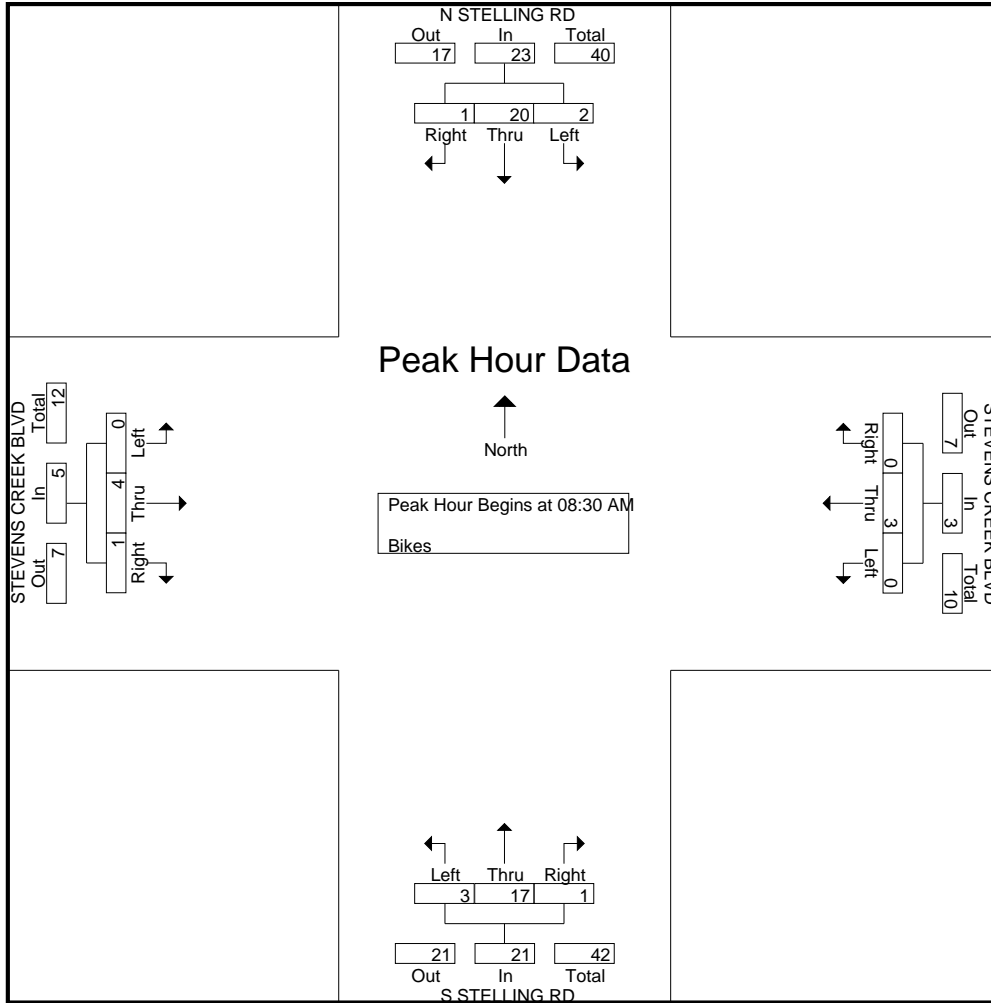 N STELLING RD
Out In Total
17 23 40
1 20 2
Right Thru Left
Peak Hour Data
North
Peak Hour Begins at 08:30 AM
Bikes
STEVENS CREEK BLVD
Total In Out
12 5 7
0 4 1
Left Thru Right
STEVENS CREEK BLVD
Out In Total
7 3 10
0 3 0
Right Thru Left
Left Thru Right
3 17 1
21 21 42
Out In Total
S STELLING RD